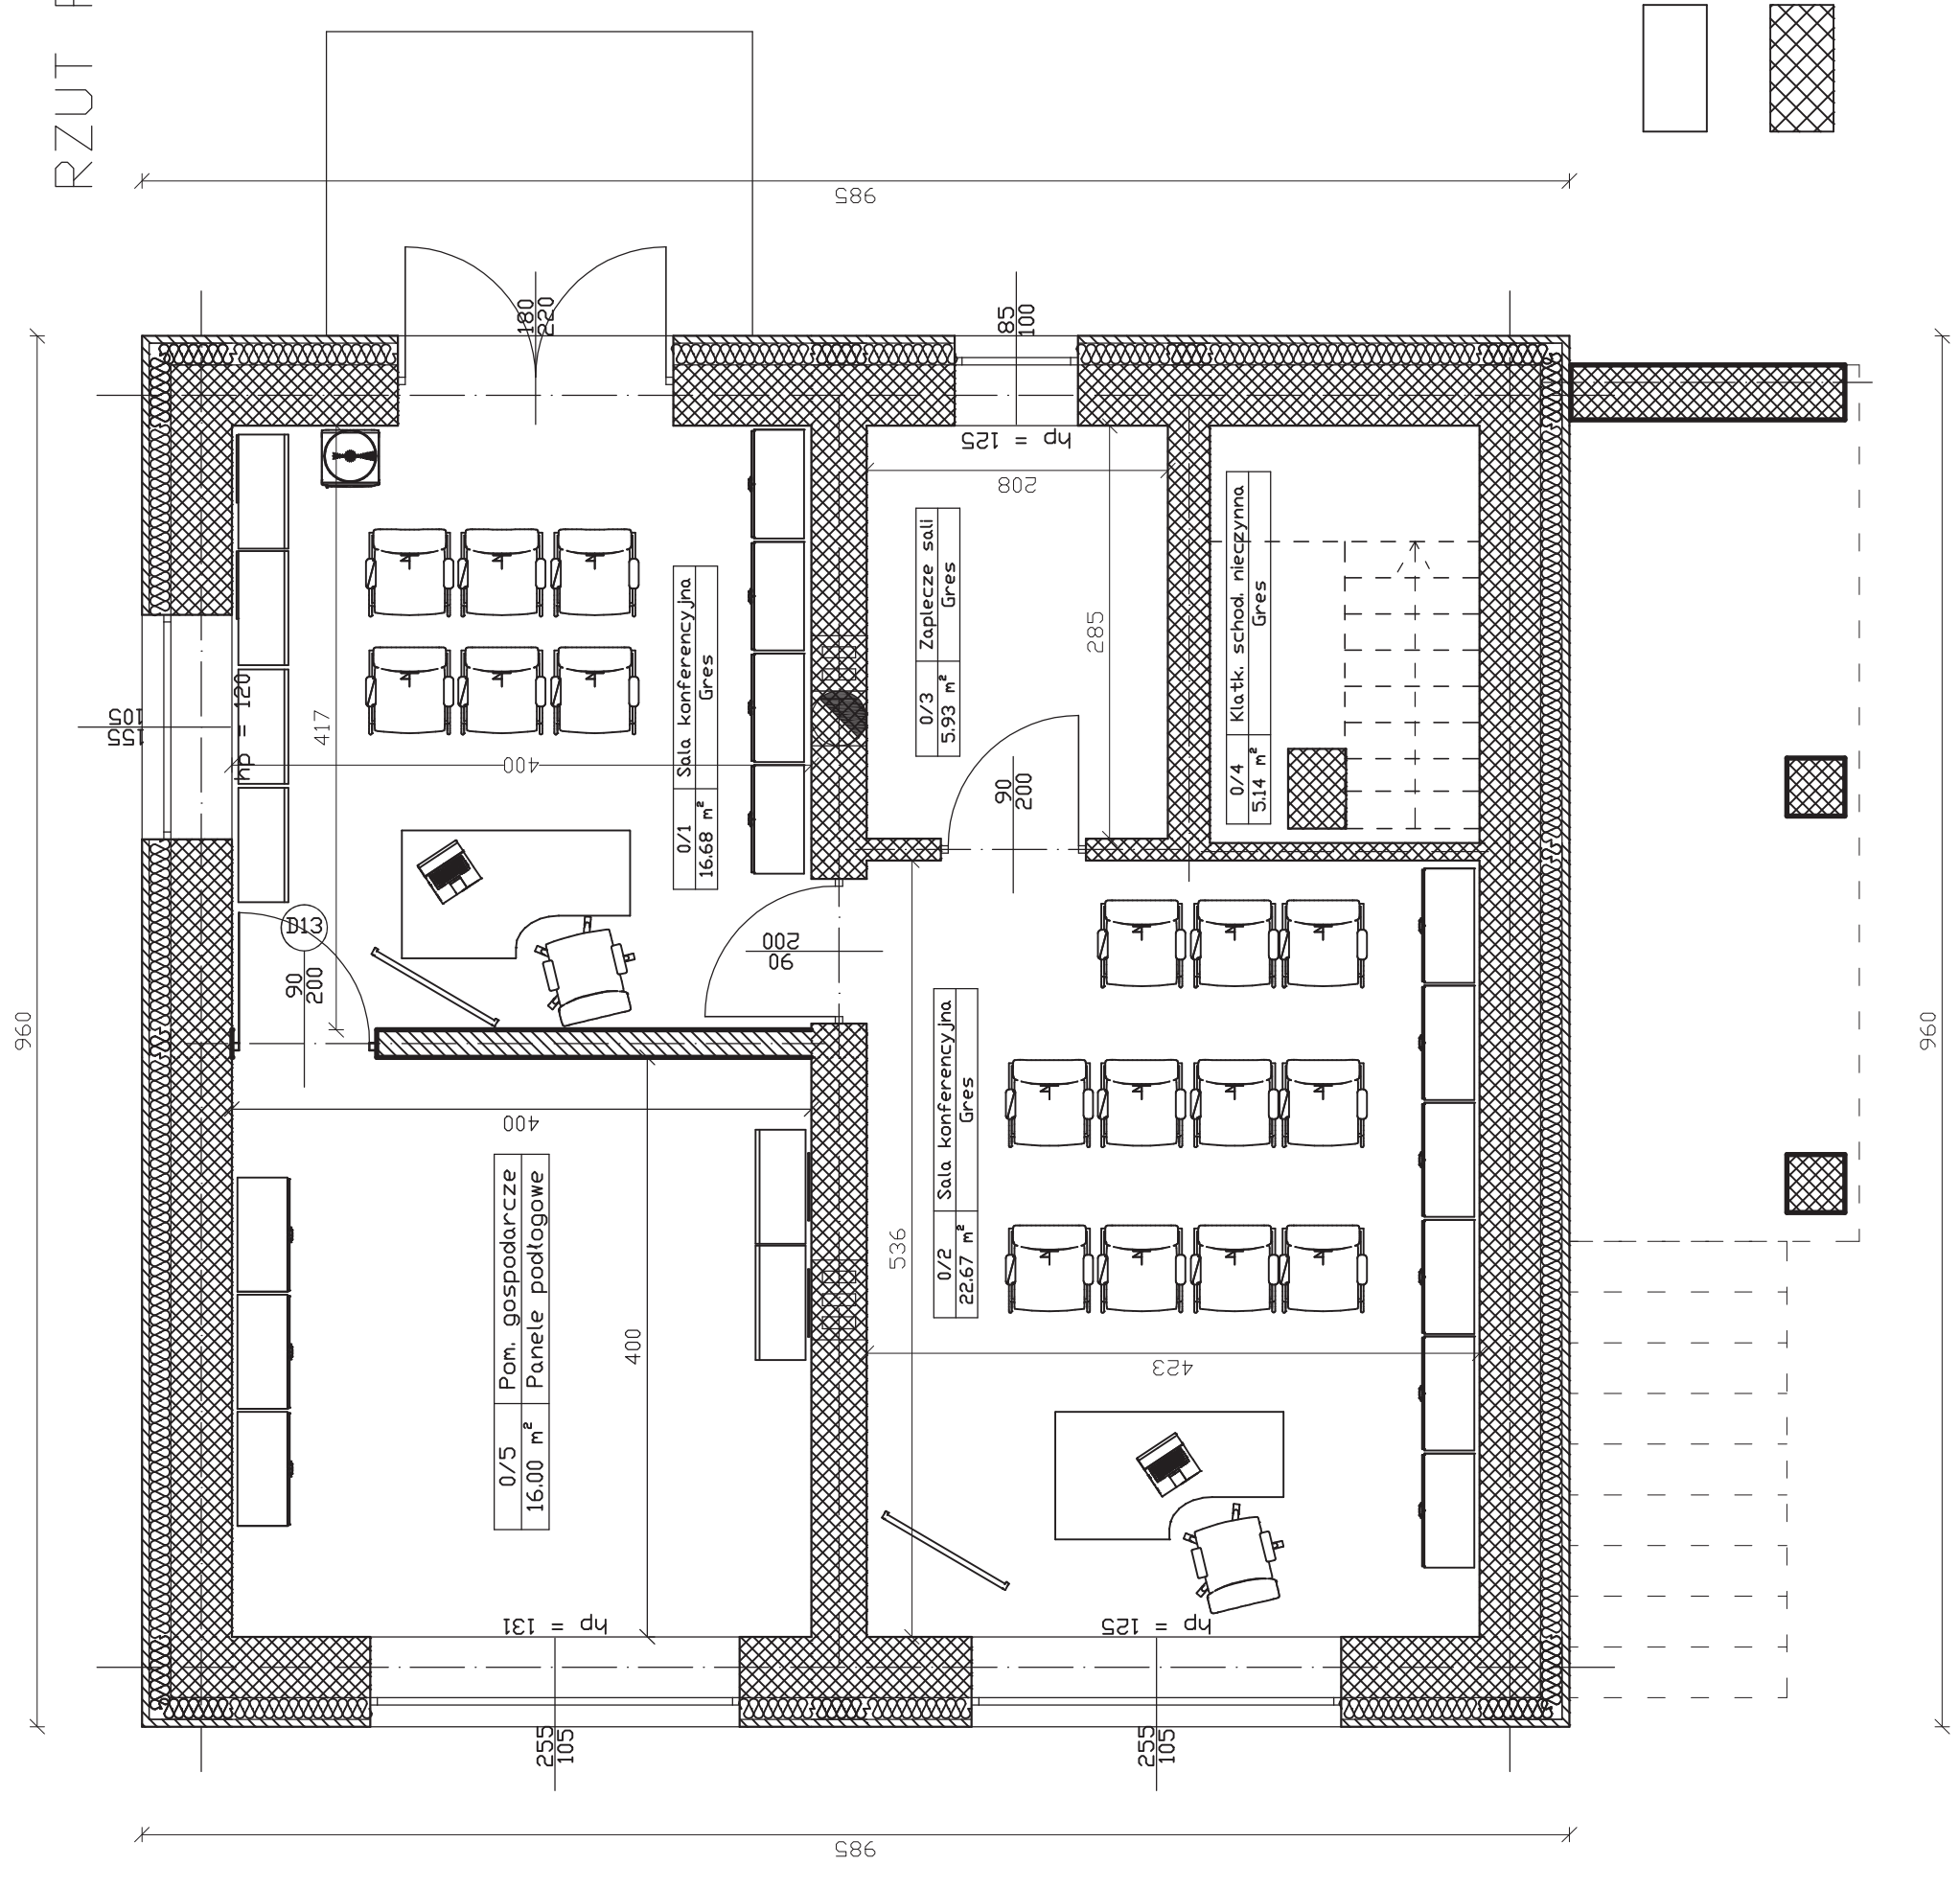 RZUT
985
180
220
85
100
hp = 125
208
960
960
105
155
hp = 120
417
400
0/1 Sala konferencyjna
16.68 m² Gres
0/3 Zaplecze sali
5.93 m² Gres
285
0/4 Klatk. schod. nieczynna
5.14 m² Gres
90
200
D13
90
200
200
90
400
0/5 Pom. gospodarcze
16.00 m² Panele podłogowe
400
536
0/2 Sala konferencyjna
22.67 m² Gres
423
hp = 131
hp = 125
255
105
255
105
985